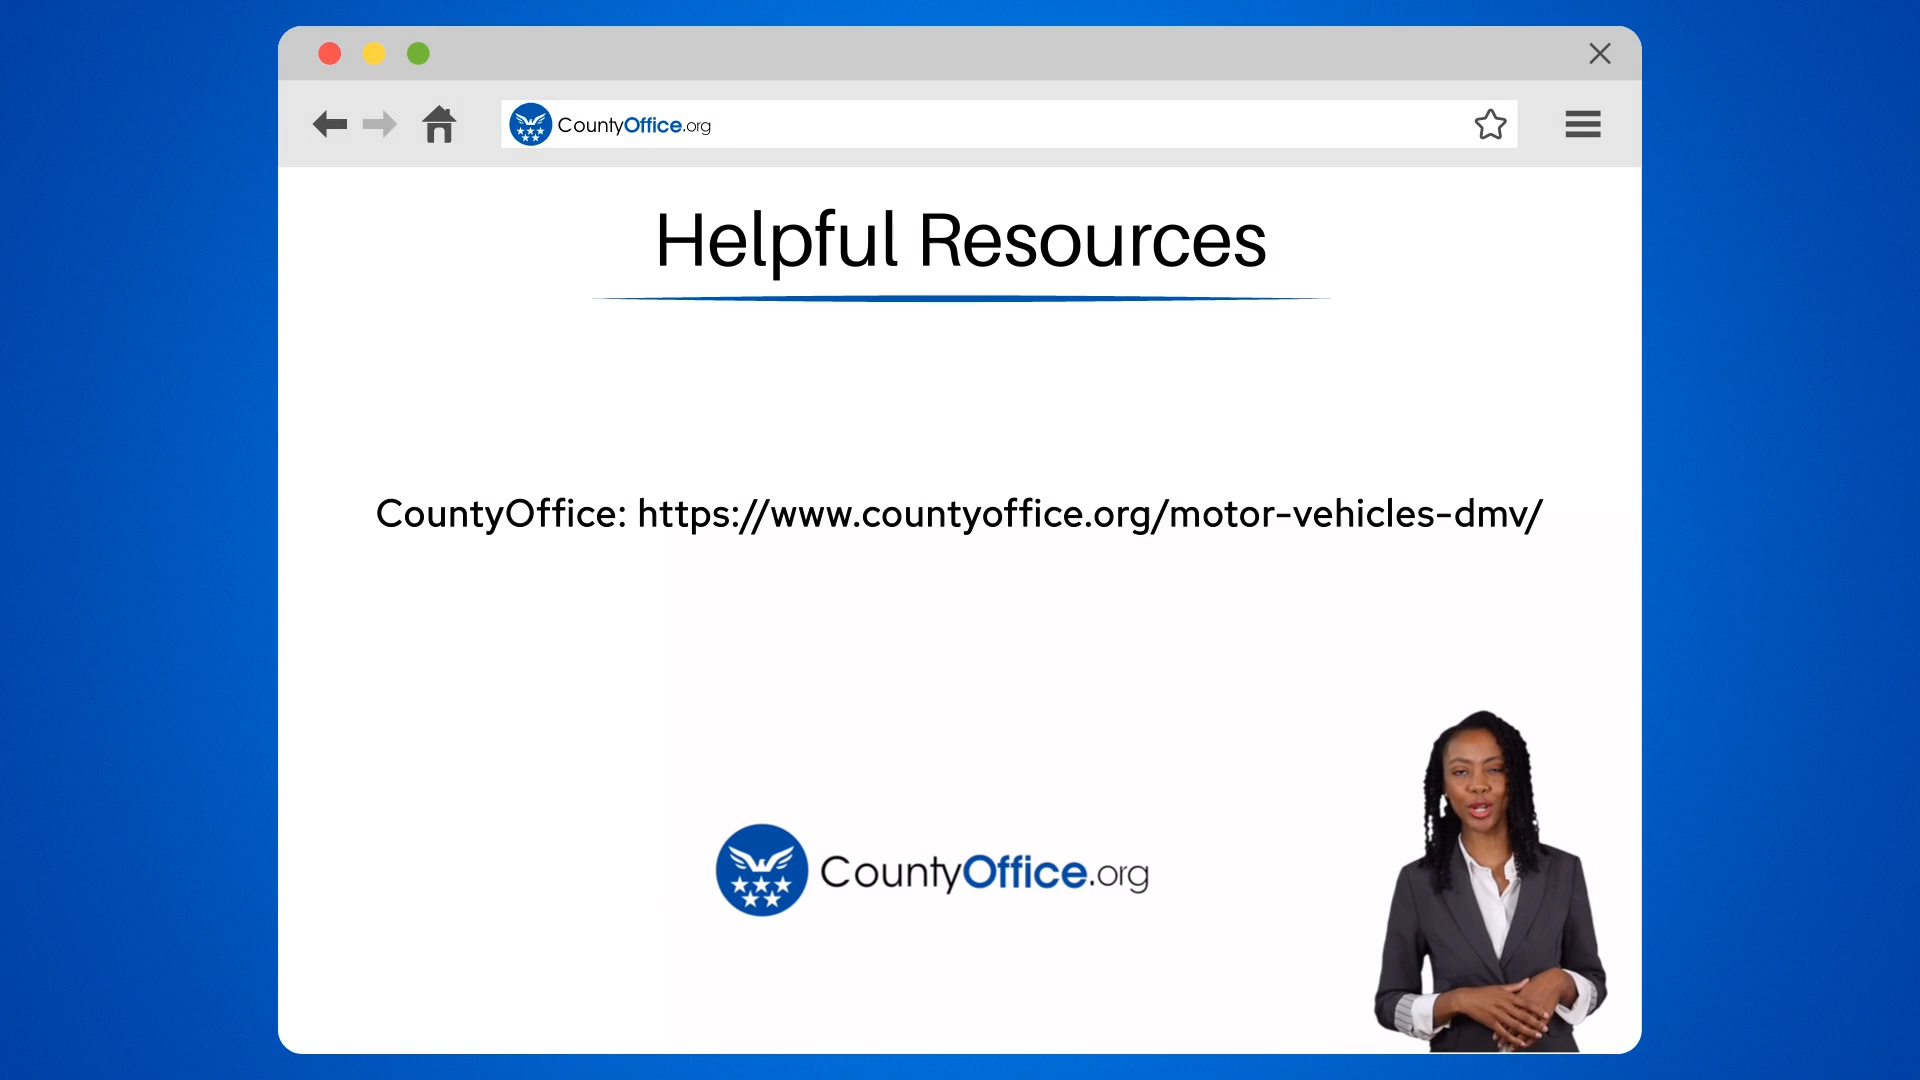 CountyOffice.org
Helpful Resources
CountyOffice: https://www.countyoffice.org/motor-vehicles-dmv/
CountyOffice.org